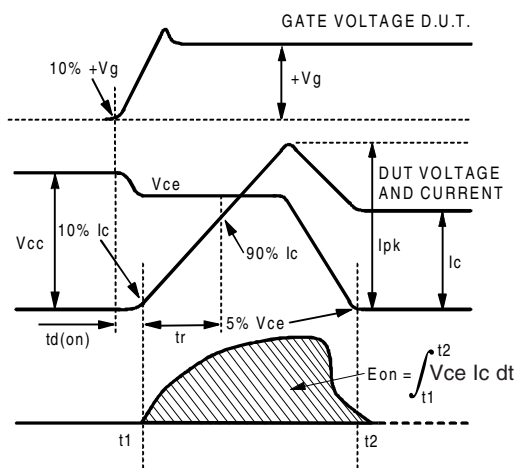 GATE VOLTAGE D.U.T.
10% +Vg
+Vg
Vce
DUT VOLTAGE
AND CURRENT
Vcc
10% Ic
90% Ic
Ipk
Ic
td(on)
tr
5% Vce
Eon = ∫ Vce Ic dt
t2
t1
t1
t2